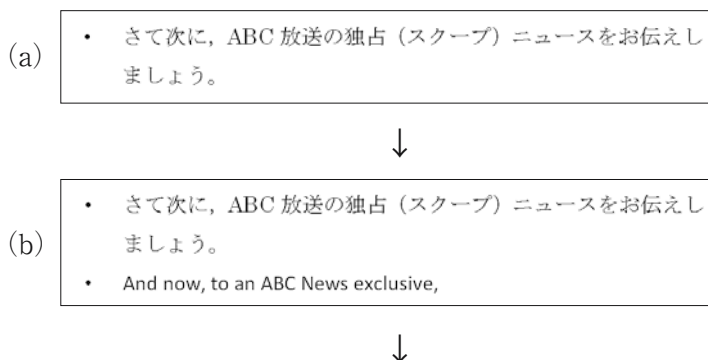 (a)
• さて次に，ABC 放送の独占（スクープ）ニュースをお伝えし
ましょう。
↓
(b)
• さて次に，ABC 放送の独占（スクープ）ニュースをお伝えし
ましょう。
• And now, to an ABC News exclusive,
↓